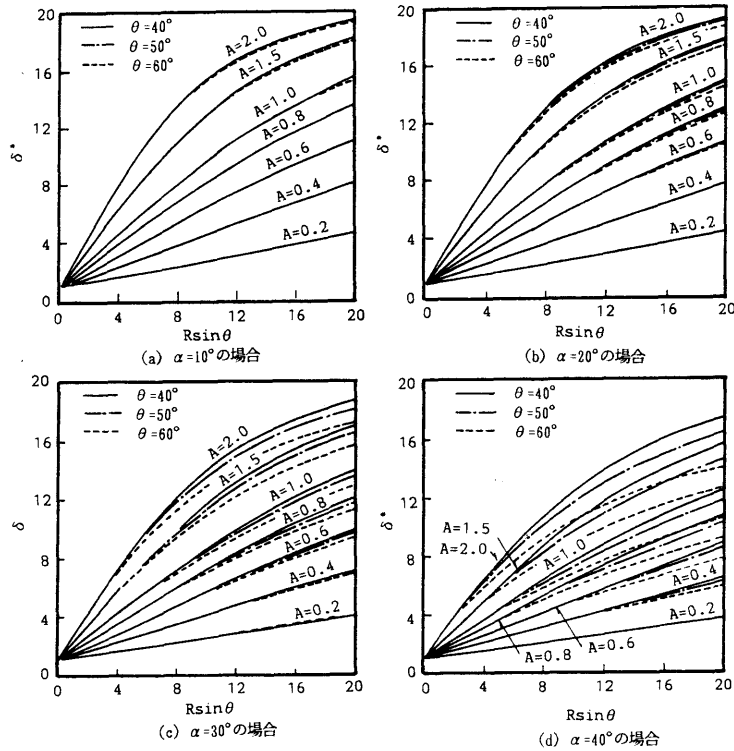 θ=40°
θ=50°
θ=60°
A=2.0
A=1.5
A=1.0
A=0.8
A=0.6
A=0.4
A=0.2
20
16
12
8
4
0
δ*
0 4 8 12 16 20
Rsinθ
(a) α=10°の場合
θ=40°
θ=50°
θ=60°
A=2.0
A=1.5
A=1.0
A=0.8
A=0.6
A=0.4
A=0.2
20
16
12
8
4
0
δ*
0 4 8 12 16 20
Rsinθ
(b) α=20°の場合
θ=40°
θ=50°
θ=60°
A=2.0
A=1.5
A=1.0
A=0.8
A=0.6
A=0.4
A=0.2
20
16
12
8
4
0
δ
0 4 8 12 16 20
Rsinθ
(c) α=30°の場合
θ=40°
θ=50°
θ=60°
A=1.5
A=2.0
A=1.0
A=0.4
A=0.2
A=0.6
A=0.8
20
16
12
8
4
0
δ*
0 4 8 12 16 20
Rsinθ
(d) α=40°の場合